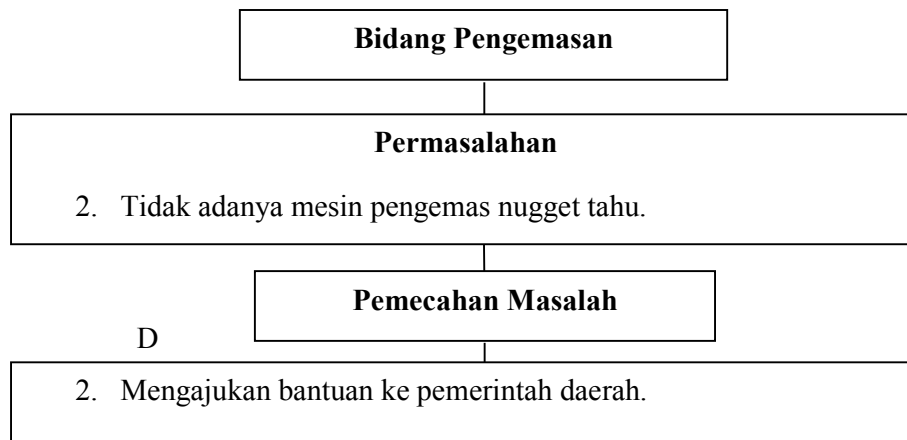 Bidang Pengemasan
Permasalahan
2. Tidak adanya mesin pengemas nugget tahu.
Pemecahan Masalah
D
2. Mengajukan bantuan ke pemerintah daerah.